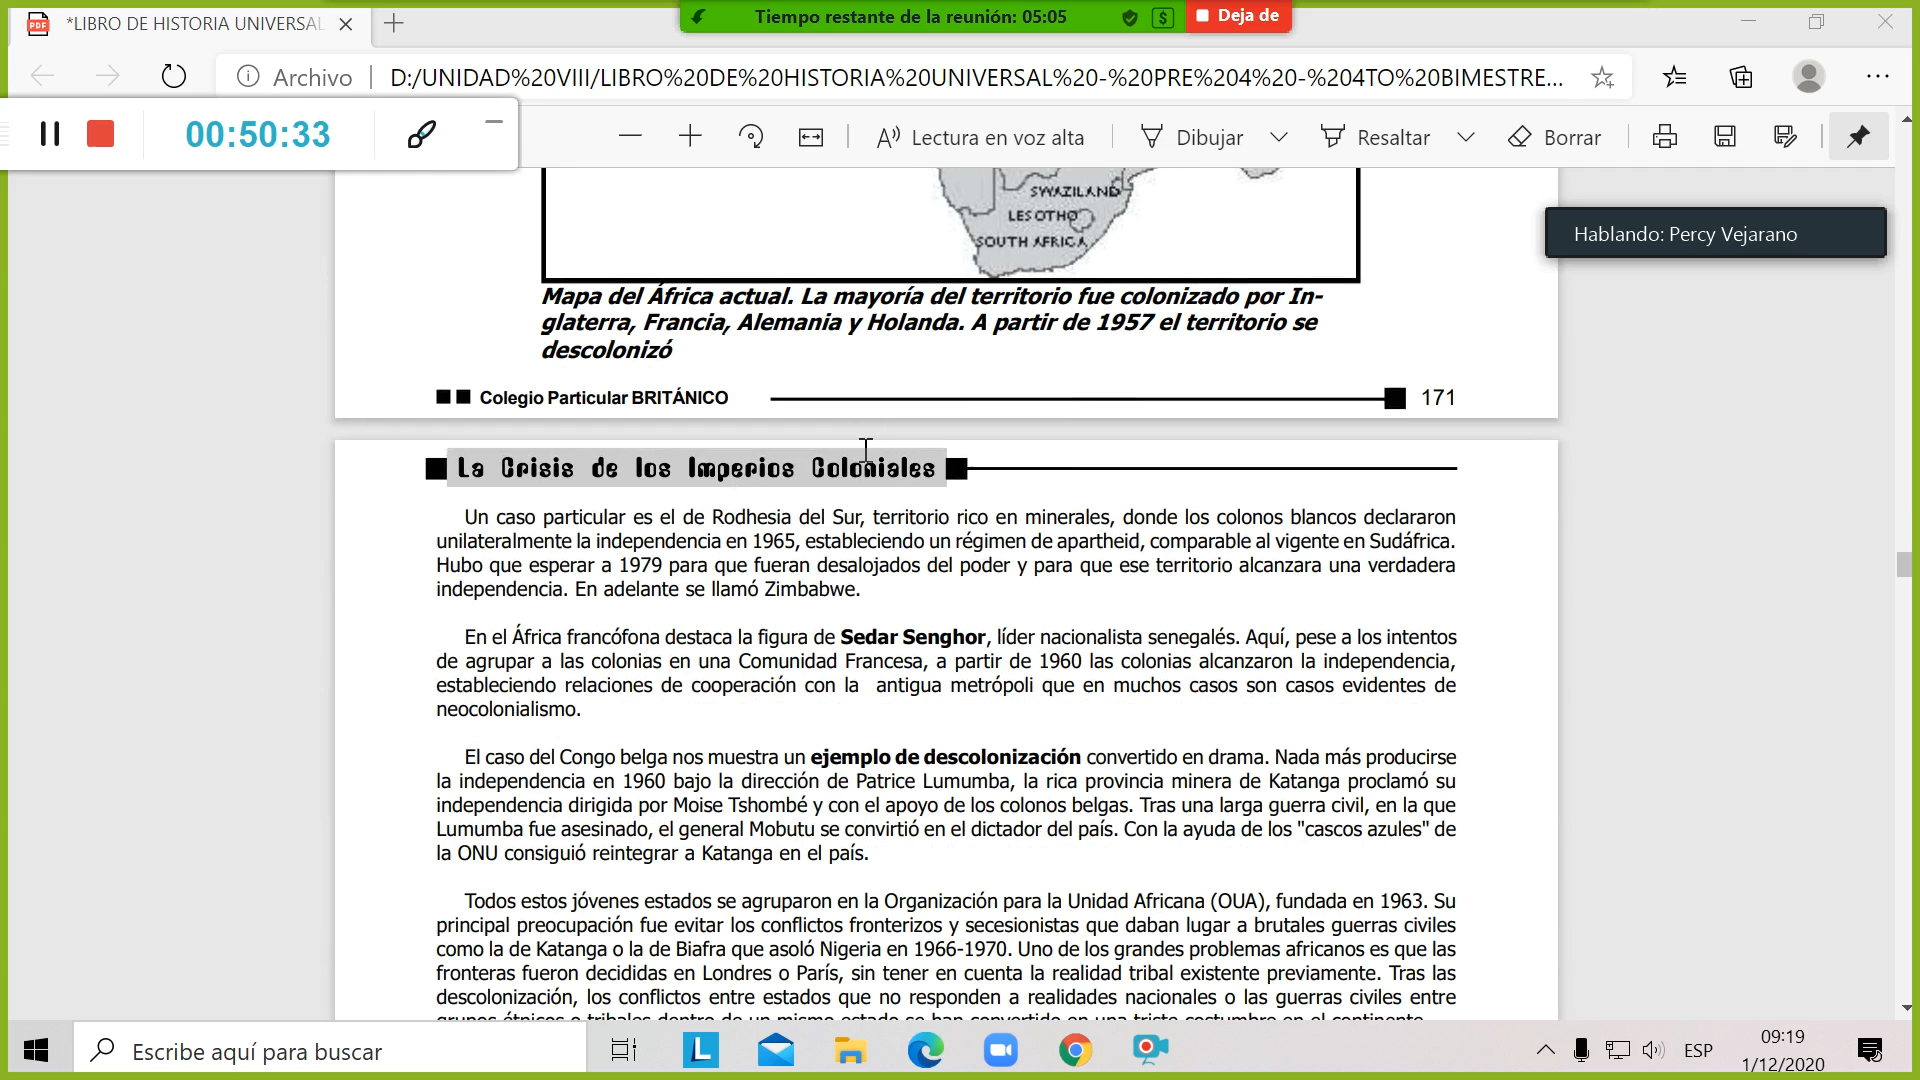 *LIBRO DE HISTORIA UNIVERSAL
Tiempo restante de la reunión: 05:05
Deja de
Archivo
D:/UNIDAD%20VIII/LIBRO%20DE%20HISTORIA%20UNIVERSAL%20-%20PRE%204%20-%204TO%20BIMESTRE...
00:50:33
Lectura en voz alta
Dibujar
Resaltar
Borrar
Hablando: Percy Vejarano
SWAZILAND
LESOTHO
SOUTH AFRICA
Mapa del África actual. La mayoría del territorio fue colonizado por In-
glaterra, Francia, Alemania y Holanda. A partir de 1957 el territorio se
descolonizó
Colegio Particular BRITÁNICO
171
La Crisis de los Imperios Coloniales
Un caso particular es el de Rodhesia del Sur, territorio rico en minerales, donde los colonos blancos declararon
unilateralmente la independencia en 1965, estableciendo un régimen de apartheid, comparable al vigente en Sudáfrica.
Hubo que esperar a 1979 para que fueran desalojados del poder y para que ese territorio alcanzara una verdadera
independencia. En adelante se llamó Zimbabwe.
En el África francófona destaca la figura de Sedar Senghor, líder nacionalista senegalés. Aquí, pese a los intentos
de agrupar a las colonias en una Comunidad Francesa, a partir de 1960 las colonias alcanzaron la independencia,
estableciendo relaciones de cooperación con la antigua metrópoli que en muchos casos son casos evidentes de
neocolonialismo.
El caso del Congo belga nos muestra un ejemplo de descolonización convertido en drama. Nada más producirse
la independencia en 1960 bajo la dirección de Patrice Lumumba, la rica provincia minera de Katanga proclamó su
independencia dirigida por Moise Tshombé y con el apoyo de los colonos belgas. Tras una larga guerra civil, en la que
Lumumba fue asesinado, el general Mobutu se convirtió en el dictador del país. Con la ayuda de los "cascos azules" de
la ONU consiguió reintegrar a Katanga en el país.
Todos estos jóvenes estados se agruparon en la Organización para la Unidad Africana (OUA), fundada en 1963. Su
principal preocupación fue evitar los conflictos fronterizos y secesionistas que daban lugar a brutales guerras civiles
como la de Katanga o la de Biafra que asoló Nigeria en 1966-1970. Uno de los grandes problemas africanos es que las
fronteras fueron decididas en Londres o París, sin tener en cuenta la realidad tribal existente previamente. Tras las
descolonización, los conflictos entre estados que no responden a realidades nacionales o las guerras civiles entre
grupos étnicos o tribales dentro de un mismo estado se han convertido en una triste costumbre en el continente.
Escribe aquí para buscar
ESP
09:19
1/12/2020